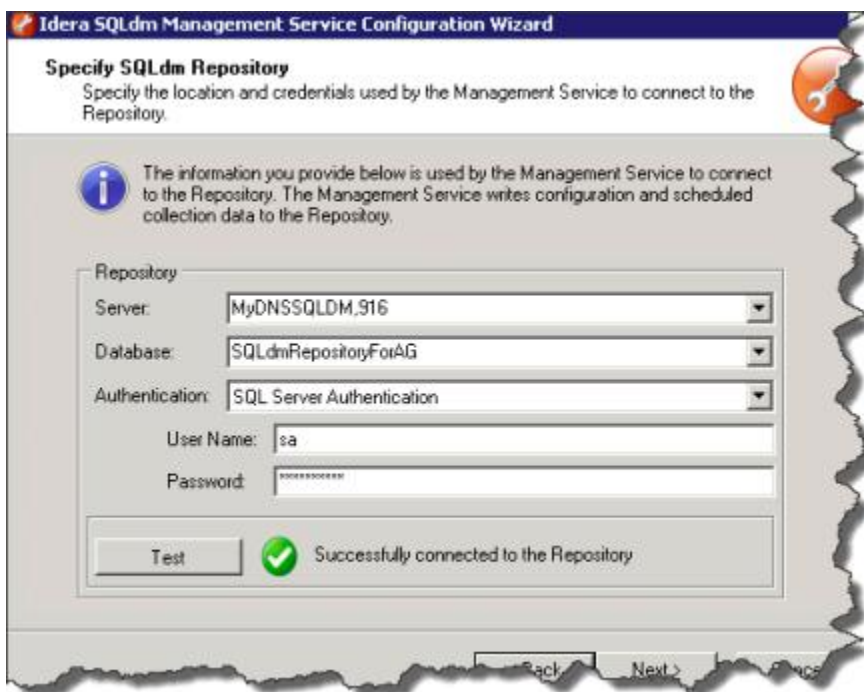 Idera SQLdm Management Service Configuration Wizard
Specify SQLdm Repository
Specify the location and credentials used by the Management Service to connect to the
Repository.
The information you provide below is used by the Management Service to connect
to the Repository. The Management Service writes configuration and scheduled
collection data to the Repository.
Repository
Server: MyDNSSQLDM,916
Database: SQLdmRepositoryForAG
Authentication: SQL Server Authentication
User Name: sa
Password: **********
Test Successfully connected to the Repository
Back Next >